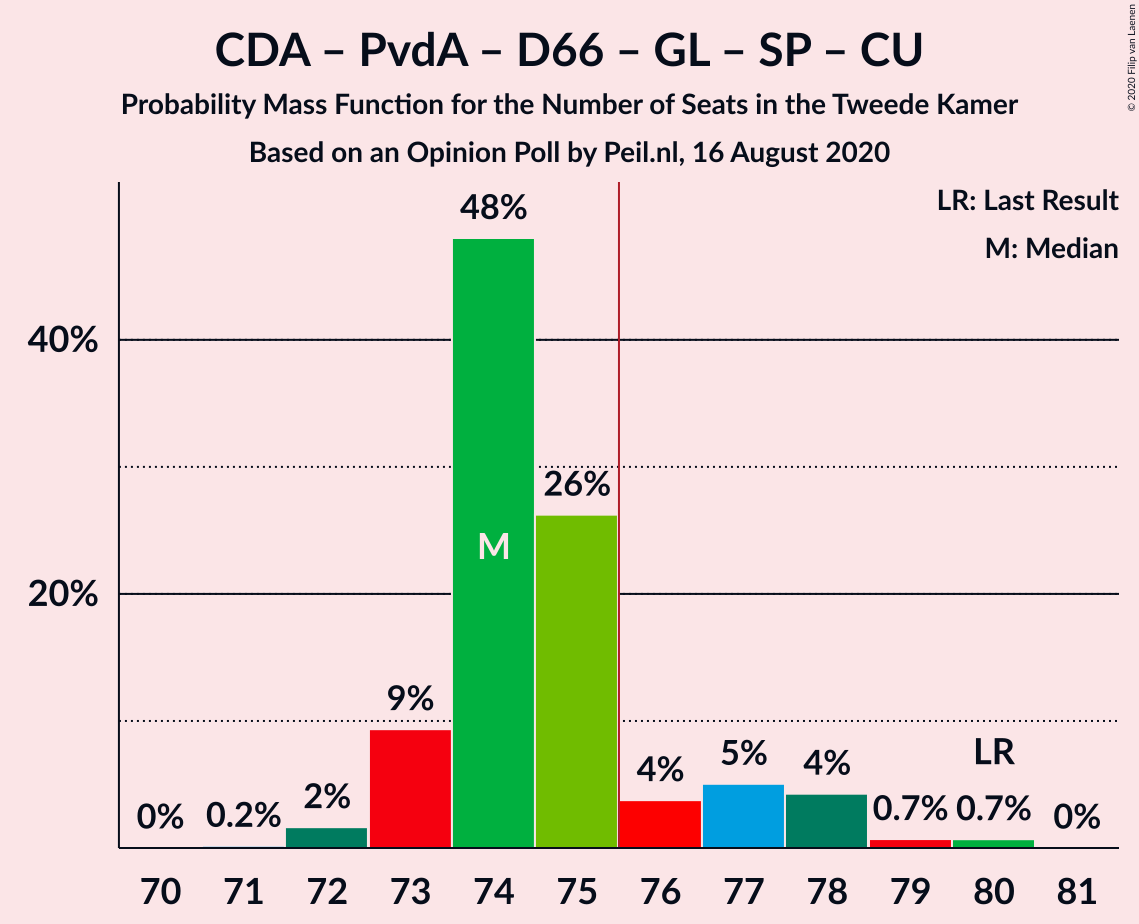 CDA – PvdA – D66 – GL – SP – CU
Probability Mass Function for the Number of Seats in the Tweede Kamer
Based on an Opinion Poll by Peil.nl, 16 August 2020
© 2020 Filip van Laenen
LR: Last Result
M: Median
48%
40%
26%
M
20%
9%
5%
LR
4%
4%
2%
0%
0.2%
0.7%
0.7%
0%
70 71 72 73 74 75 76 77 78 79 80 81